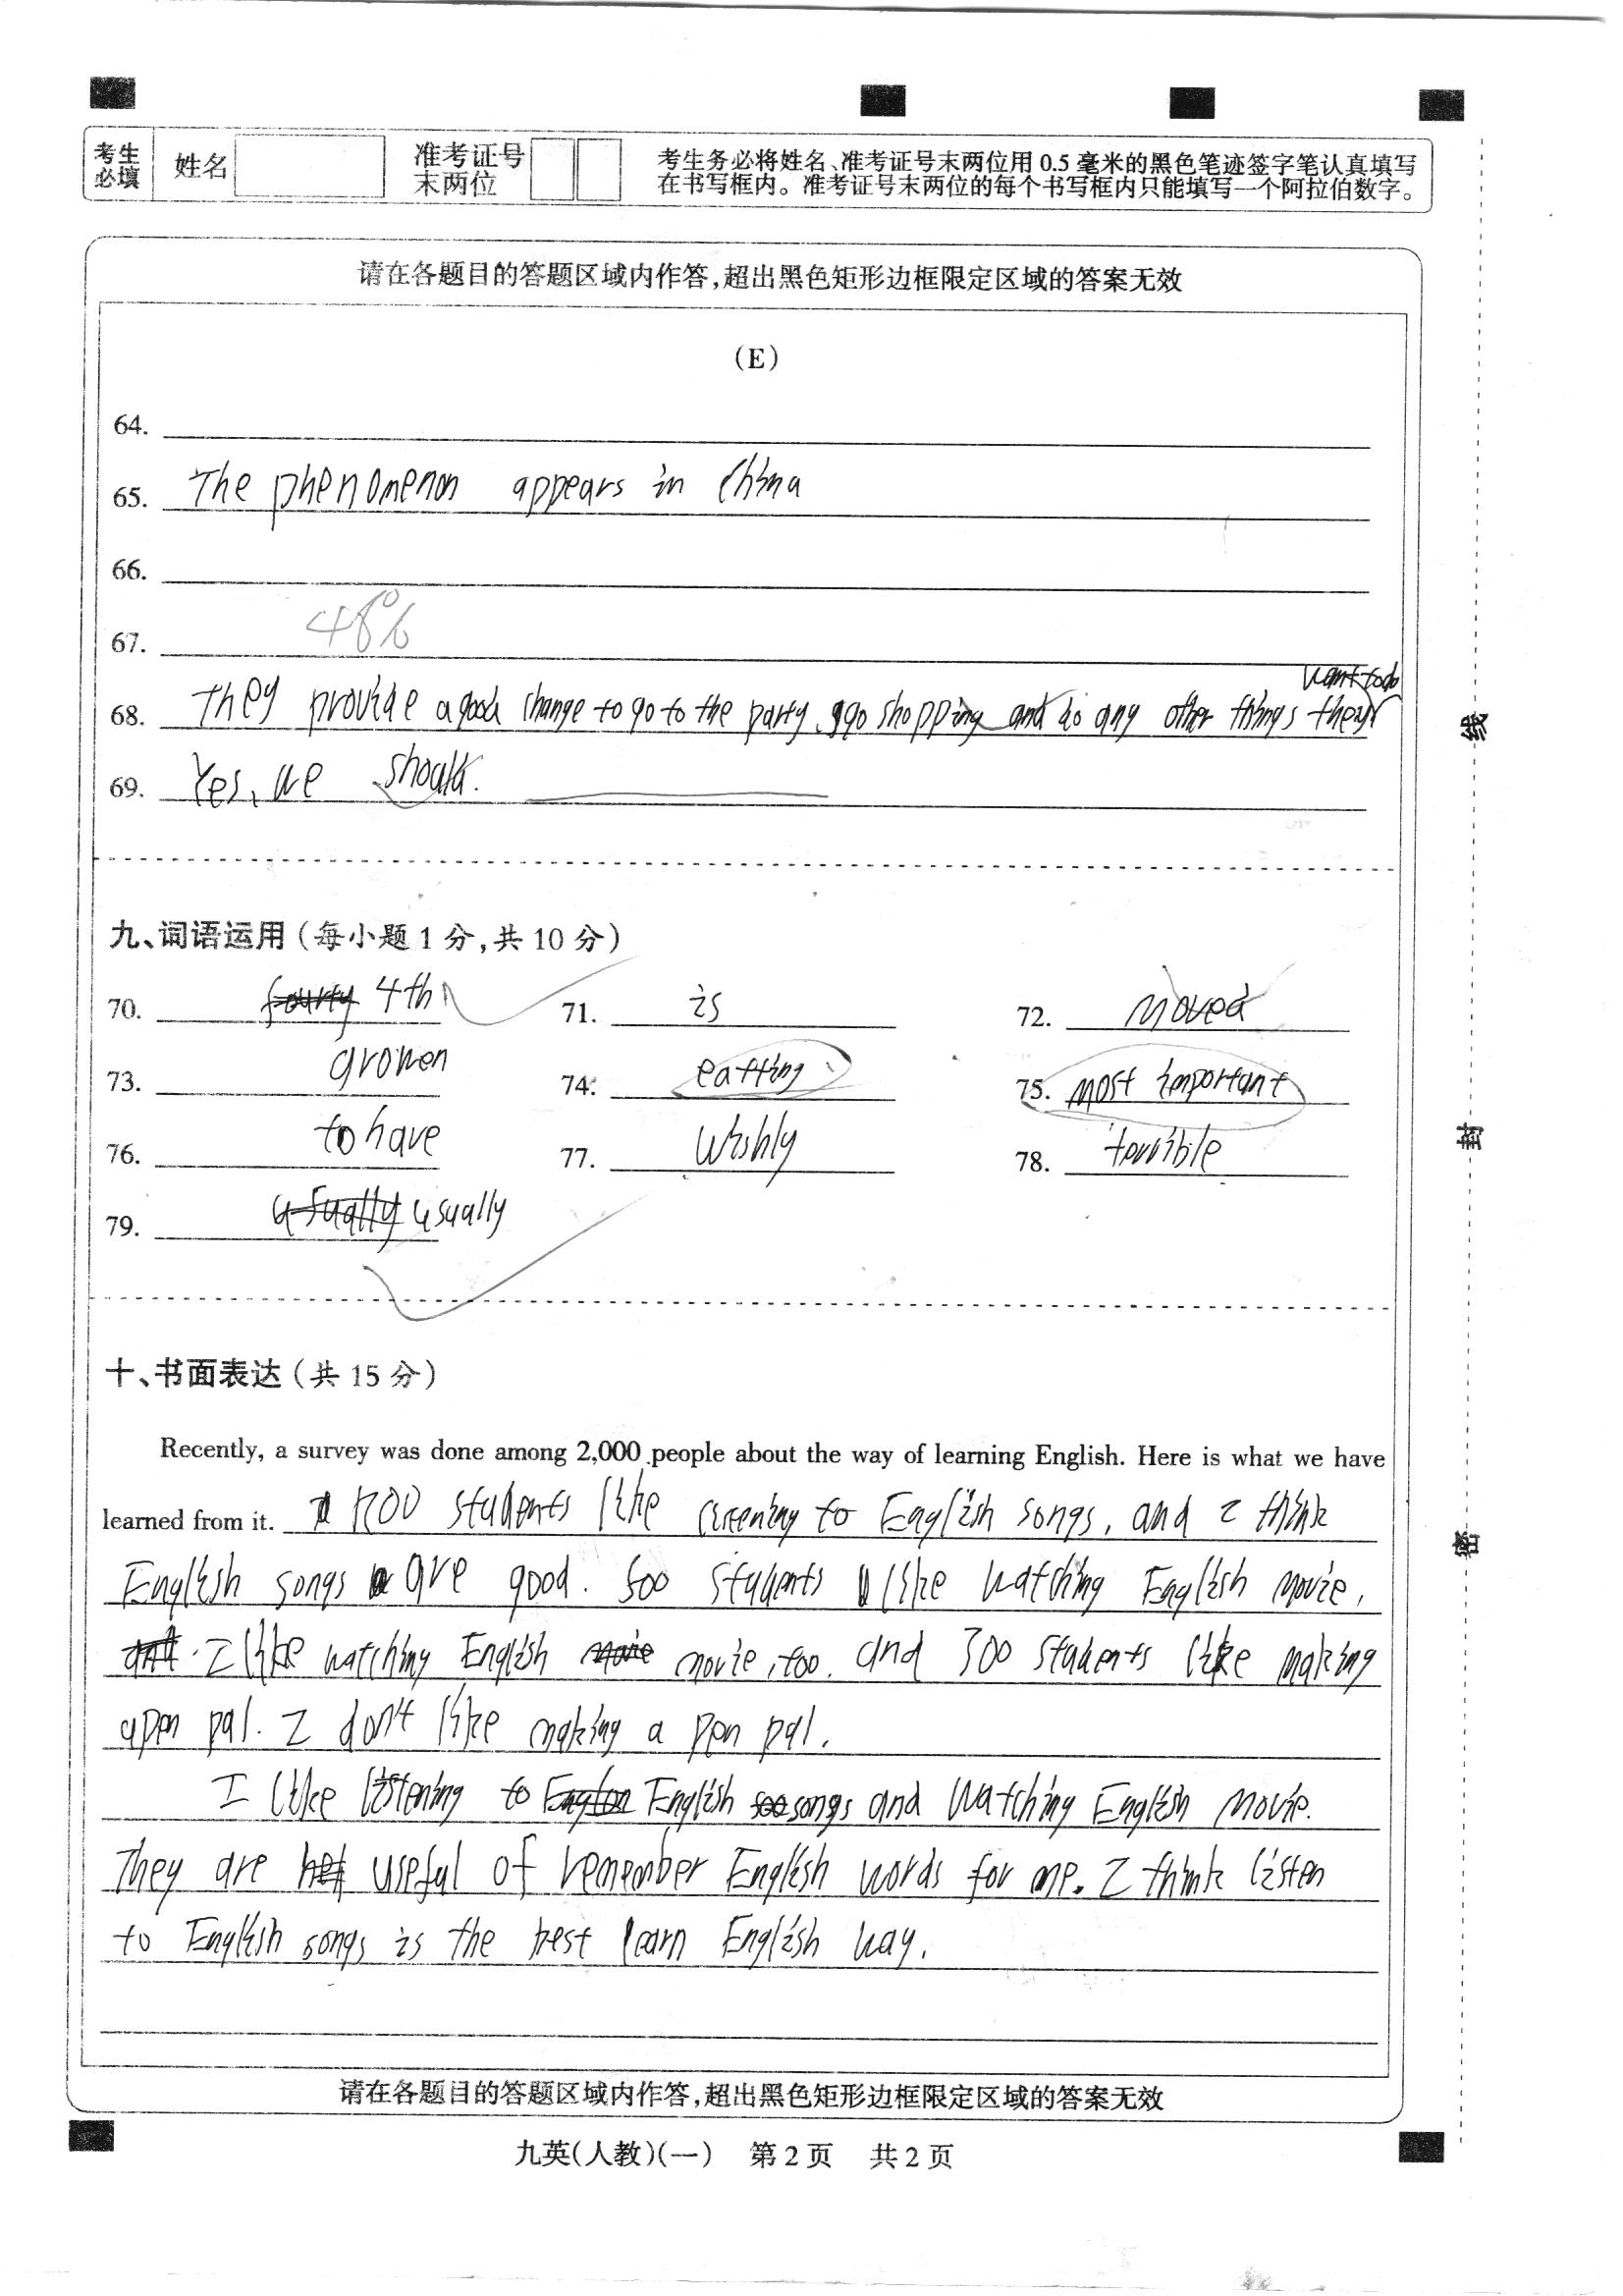 考生必填 姓名 准考证号末两位 考生务必将姓名、准考证号末两位用 0.5 毫米的黑色笔迹签字笔认真填写
在书写框内。准考证号末两位的每个书写框内只能填写一个阿拉伯数字。
请在各题目的答题区域内作答,超出黑色矩形边框限定区域的答案无效
(E)
64.
65. The phenomenon appears in China
66.
67. 48%
want to do
68. They provide a good change to go to the party, go shopping and do any other things they
69. Yes, we should.
九、词语运用(每小题 1 分,共 10 分)
70. 4th 71. is 72. moved
73. growen 74. eatting 75. most important
76. to have 77. Wishly 78. terrible
79. usually
十、书面表达(共 15 分)
Recently, a survey was done among 2,000 people about the way of learning English. Here is what we have
learned from it. 1200 students like to English songs, and I think
English songs are good. 500 students like watching English movie,
I like watching English movie, too. and 300 students like making
a pen pal. I don't like making a pen pal.
I like listening to English songs and watching English movie.
They are useful of remember English words for me. I think listen
to English songs is the best learn English way.
请在各题目的答题区域内作答,超出黑色矩形边框限定区域的答案无效
九英(人教)(一) 第 2 页 共 2 页
线
封
密